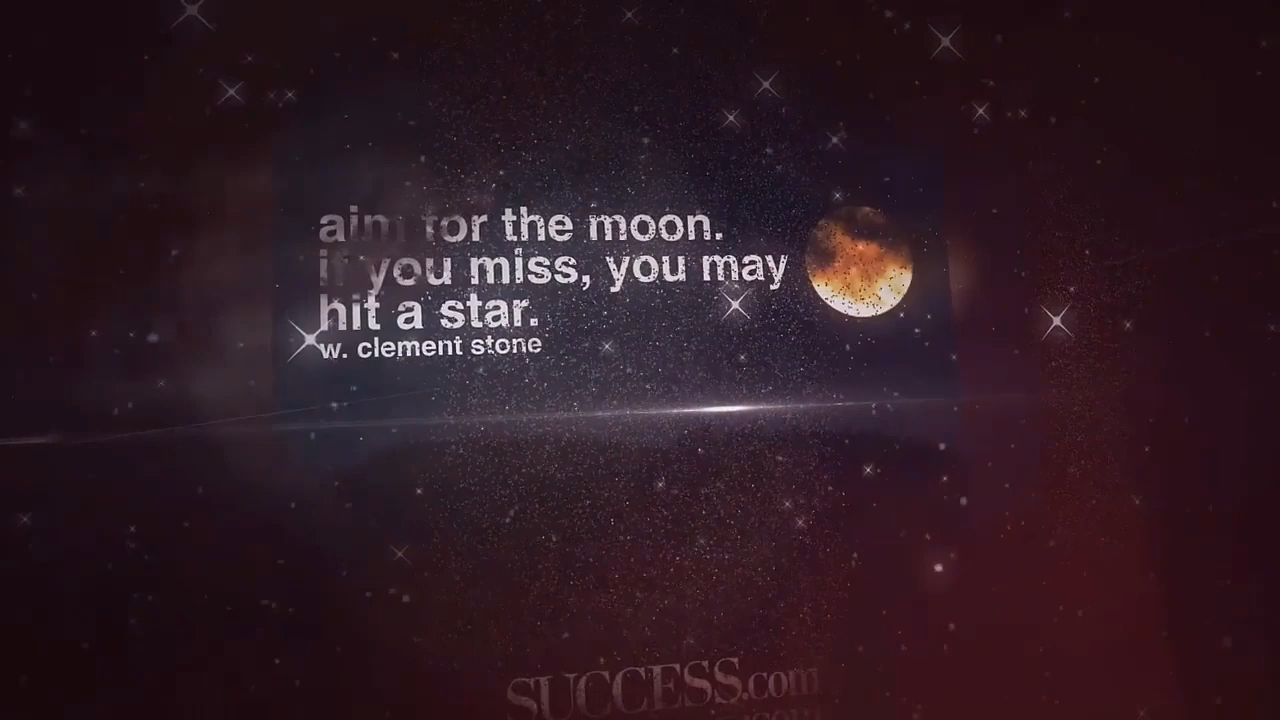 aim for the moon.
if you miss, you may
hit a star.
w. clement stone
SUCCESS.com